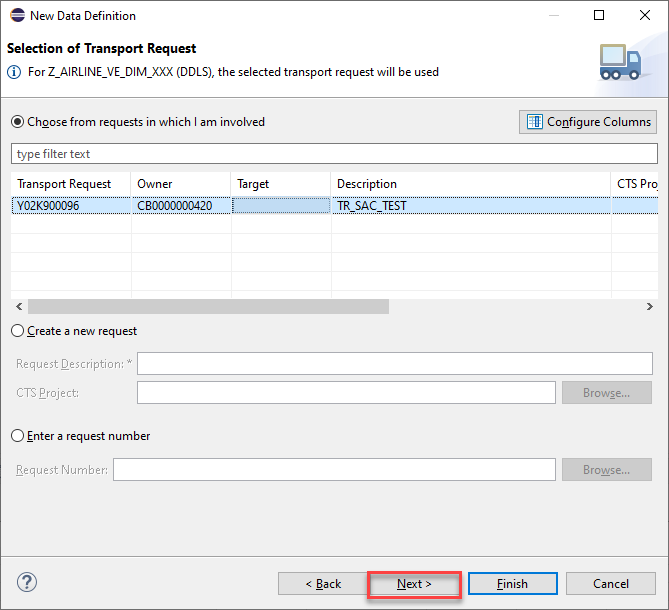 New Data Definition
Selection of Transport Request
For Z_AIRLINE_VE_DIM_XXX (DDLS), the selected transport request will be used
Choose from requests in which I am involved
Configure Columns
type filter text
Transport Request Owner Target Description CTS Proj
Y02K900096 CB0000000420 TR_SAC_TEST
Create a new request
Request Description: *
CTS Project: Browse...
Enter a request number
Request Number: Browse...
? < Back Next > Finish Cancel